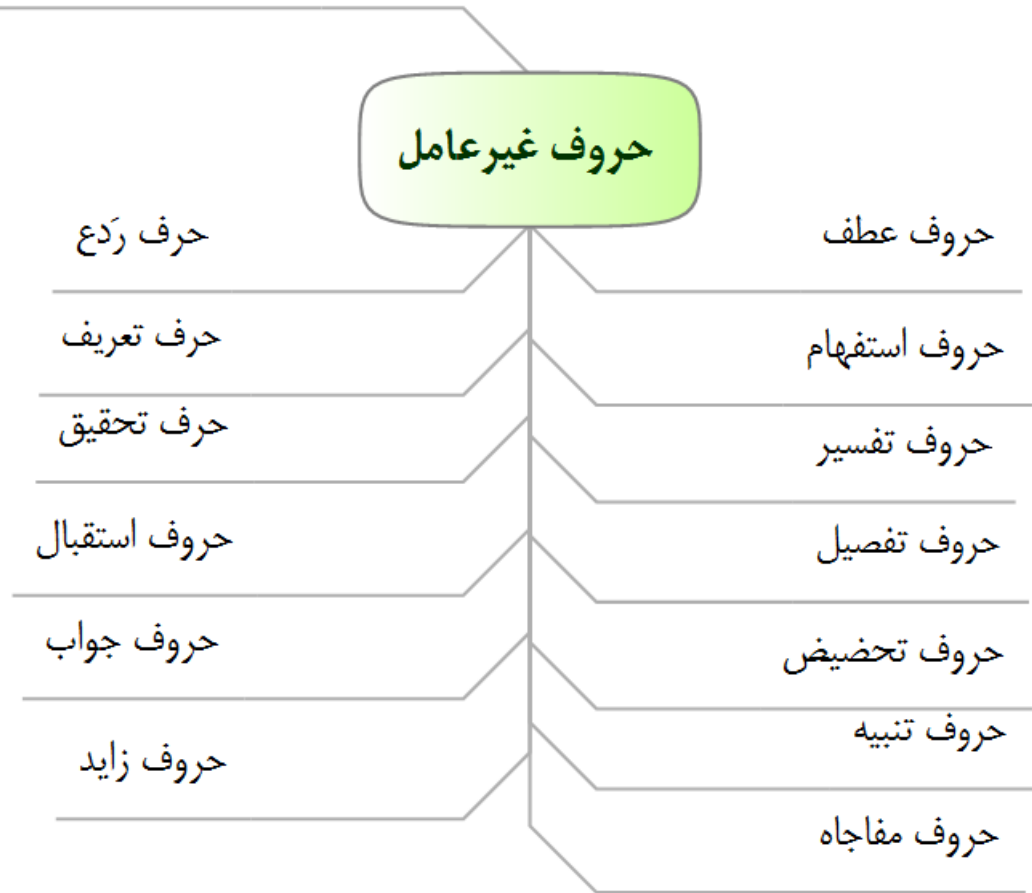 حروف غیرعامل
حروف عطف
حروف استفهام
حروف تفسیر
حروف تفصیل
حروف تحضیض
حروف تنبیه
حروف مفاجاه
حرف رَدع
حرف تعریف
حرف تحقیق
حروف استقبال
حروف جواب
حروف زاید